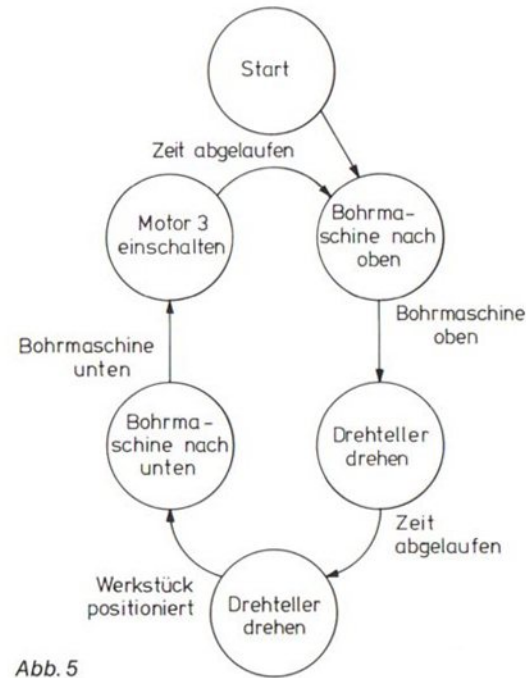 Start
Zeit abgelaufen
Motor 3
einschalten
Bohrma-
schine nach
oben
Bohrmaschine
oben
Bohrmaschine
unten
Bohrma-
schine nach
unten
Drehteller
drehen
Zeit
abgelaufen
Werkstück
positioniert
Drehteller
drehen
Abb. 5